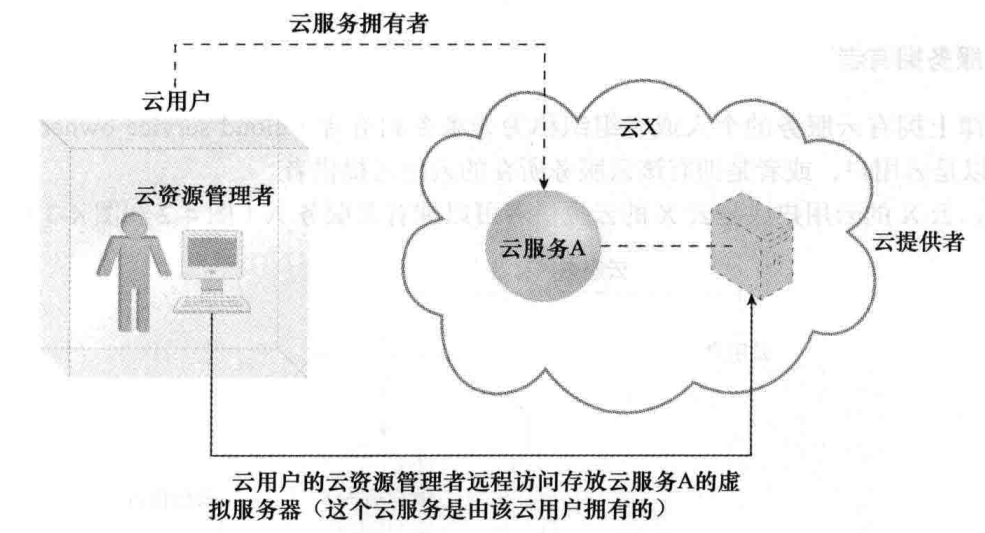 云服务拥有者
云用户
云X
云资源管理者
云服务A
云提供者
云用户的云资源管理者远程访问存放云服务A的虚
拟服务器（这个云服务是由该云用户拥有的）